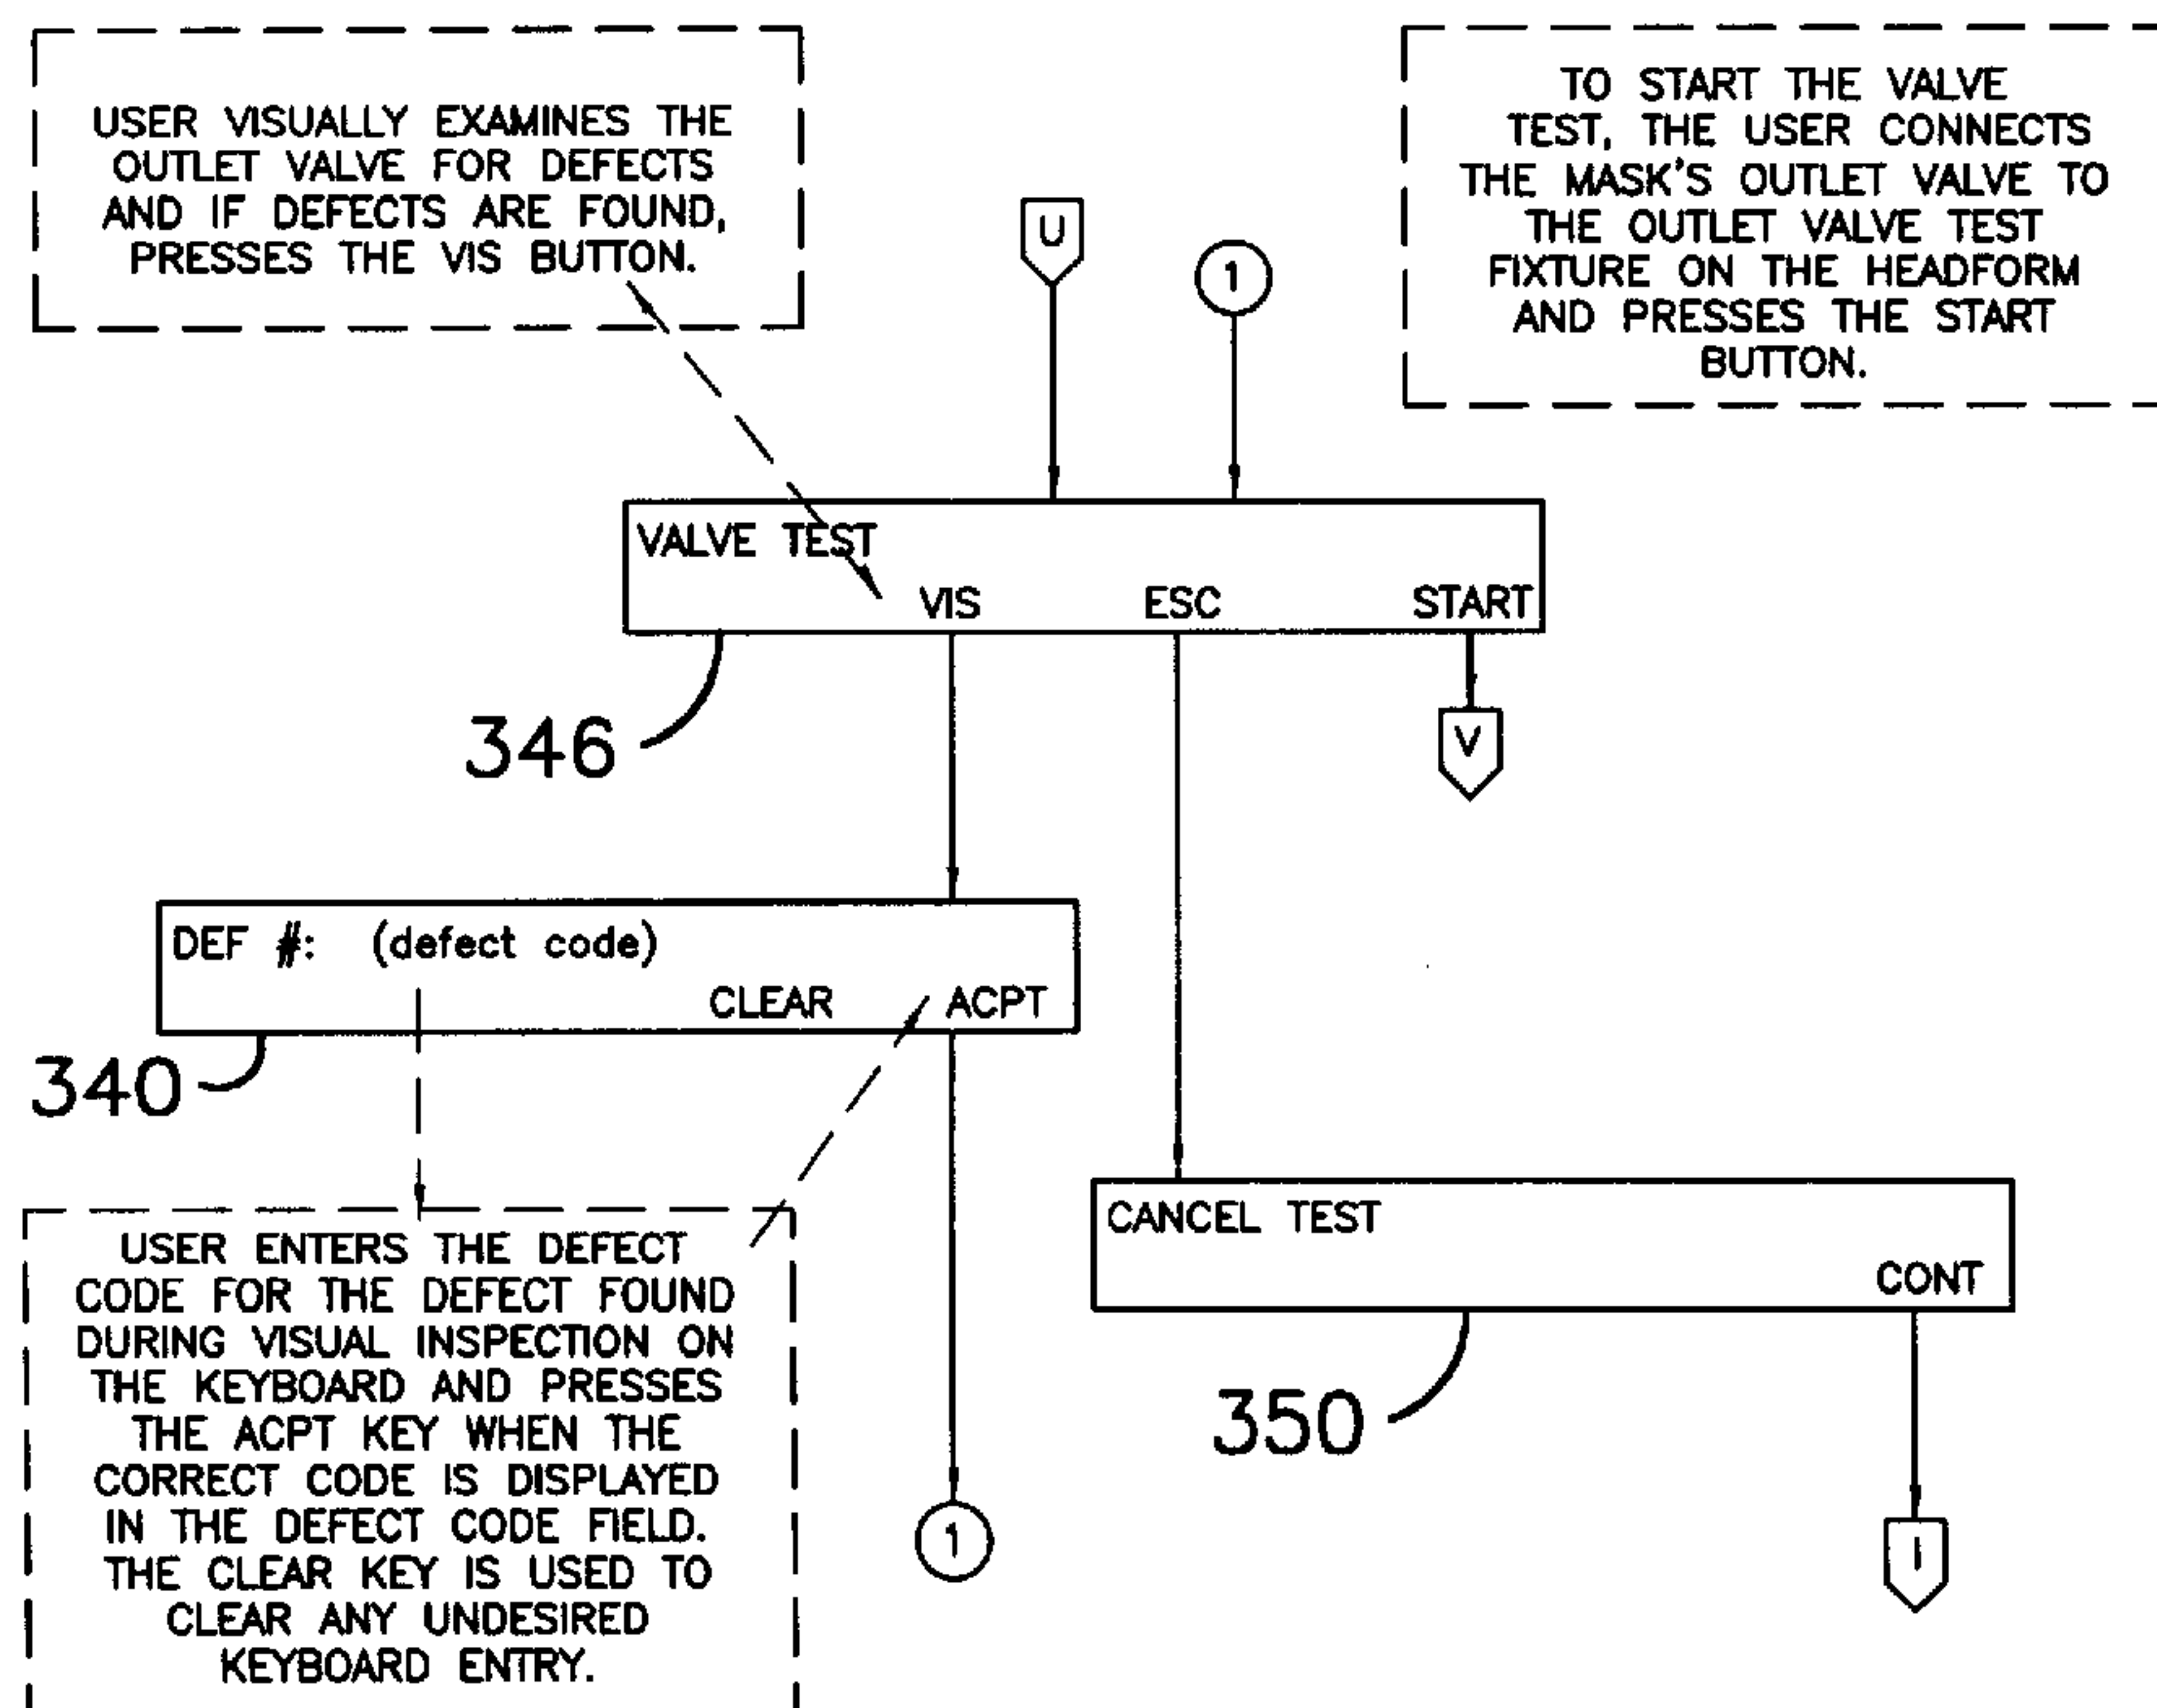 USER VISUALLY EXAMINES THE
OUTLET VALVE FOR DEFECTS
AND IF DEFECTS ARE FOUND,
PRESSES THE VIS BUTTON.
TO START THE VALVE
TEST, THE USER CONNECTS
THE MASK'S OUTLET VALVE TO
THE OUTLET VALVE TEST
FIXTURE ON THE HEADFORM
AND PRESSES THE START
BUTTON.
U
1
VALVE TEST
VIS ESC START
346
V
DEF #: (defect code)
CLEAR ACPT
340
USER ENTERS THE DEFECT
CODE FOR THE DEFECT FOUND
DURING VISUAL INSPECTION ON
THE KEYBOARD AND PRESSES
THE ACPT KEY WHEN THE
CORRECT CODE IS DISPLAYED
IN THE DEFECT CODE FIELD.
THE CLEAR KEY IS USED TO
CLEAR ANY UNDESIRED
KEYBOARD ENTRY.
CANCEL TEST
CONT
350
1
I